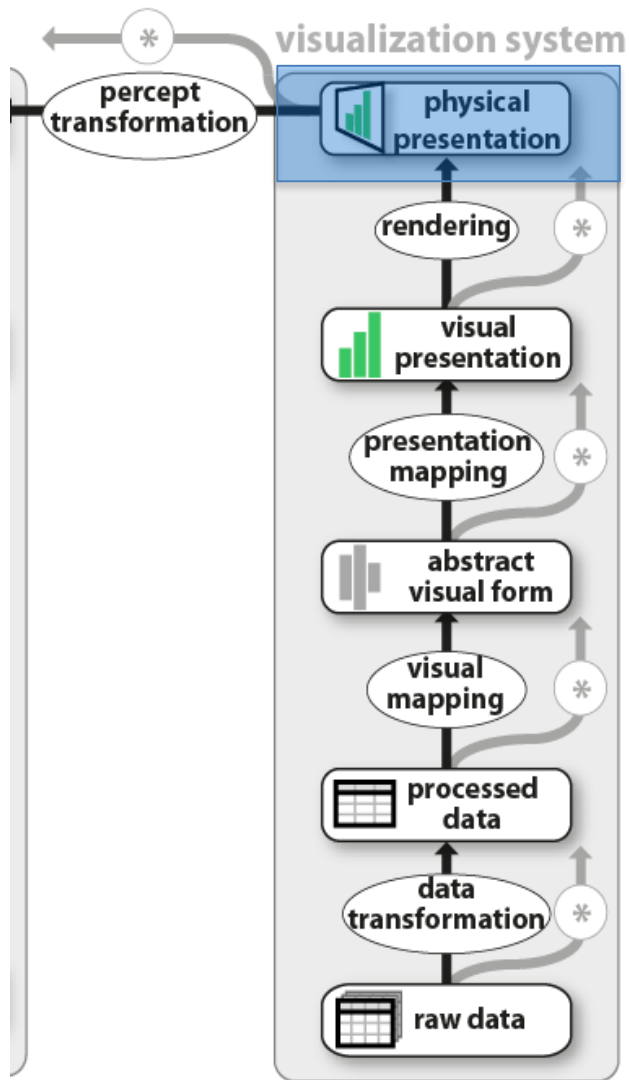 *
visualization system
percept
transformation
physical
presentation
rendering
*
visual
presentation
presentation
mapping
*
abstract
visual form
visual
mapping
*
processed
data
data
transformation
*
raw data